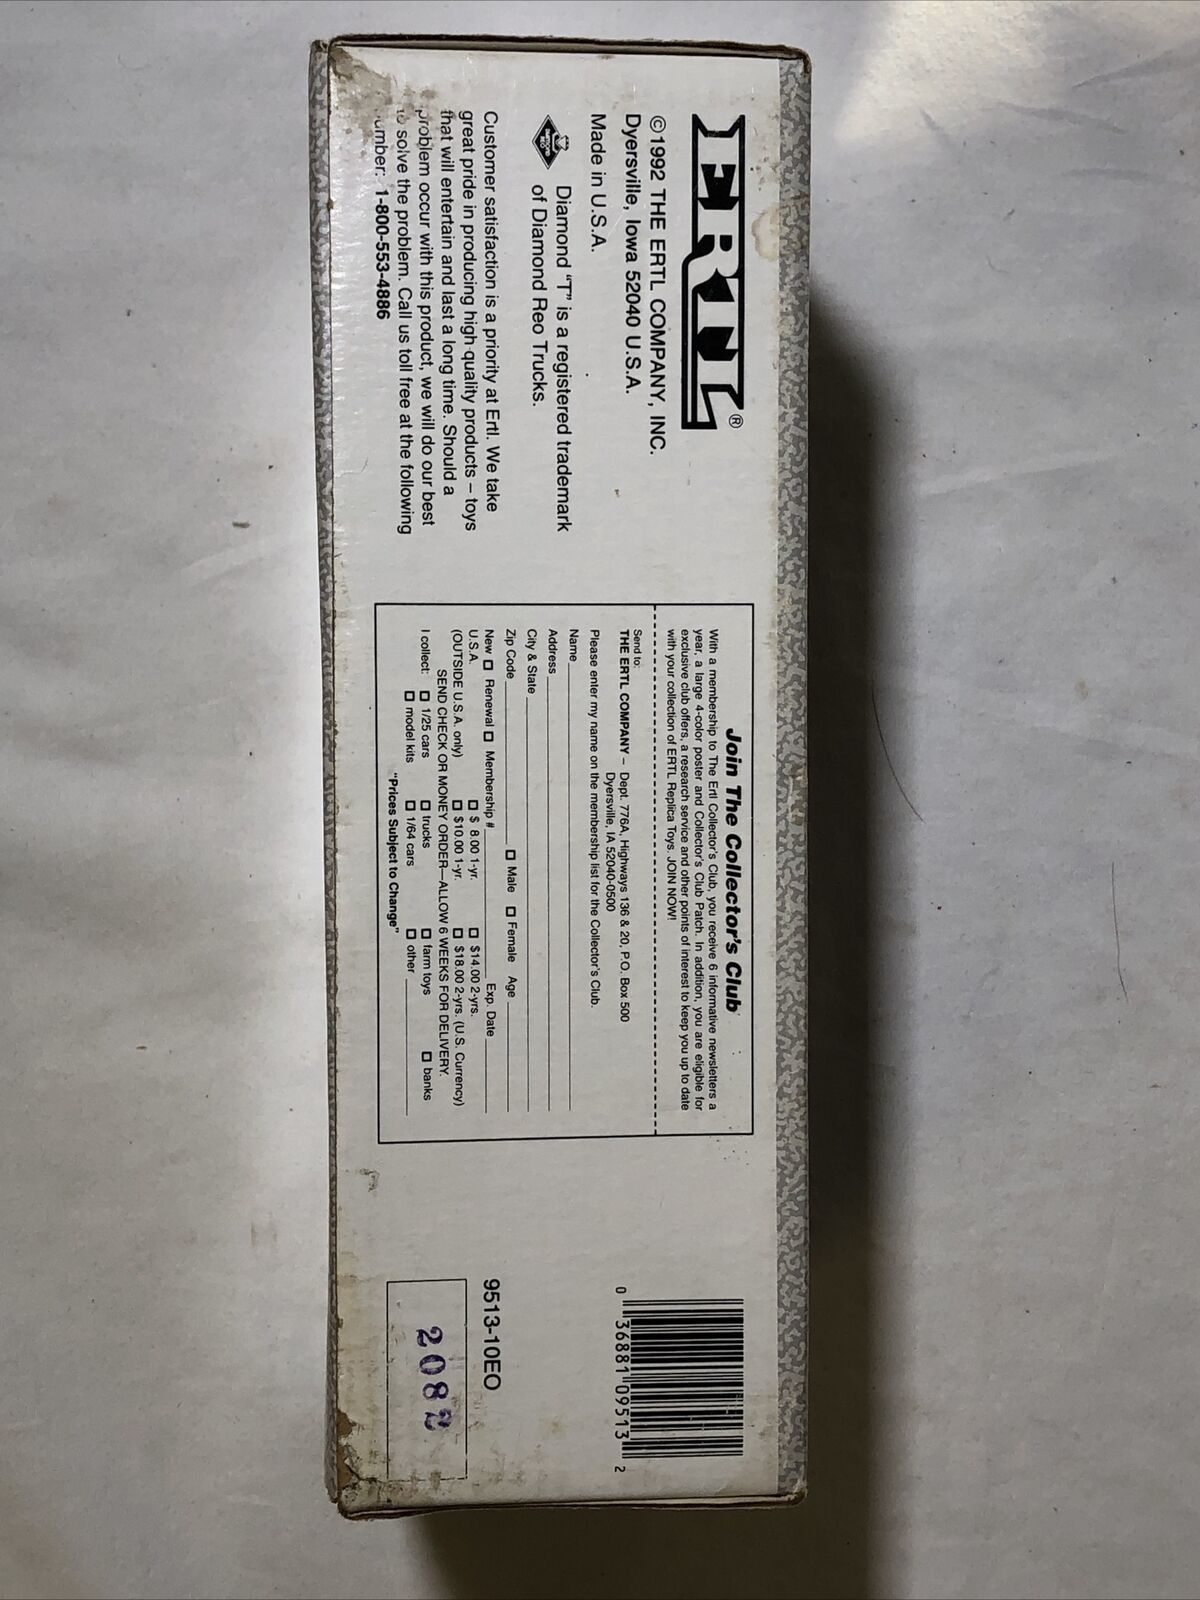 ERTL®
©1992 THE ERTL COMPANY, INC.
Dyersville, Iowa 52040 U.S.A.
Made in U.S.A.
Diamond "T" is a registered trademark
of Diamond Reo Trucks.
Customer satisfaction is a priority at Ertl. We take
great pride in producing high quality products – toys
that will entertain and last a long time. Should a
problem occur with this product, we will do our best
to solve the problem. Call us toll free at the following
umber: 1-800-553-4886
Join The Collector's Club
With a membership to The Ertl Collector's Club, you receive 6 informative newsletters a
year, a large 4-color poster and Collector's Club Patch. In addition, you are eligible for
exclusive club offers, a research service and other points of interest to keep you up to date
with your collection of ERTL Replica Toys. JOIN NOW!
Send to:
THE ERTL COMPANY – Dept. 776A, Highways 136 & 20, P.O. Box 500
Dyersville, IA 52040-0500
Please enter my name on the membership list for the Collector's Club.
Name
Address
City & State
Zip Code □ Male □ Female Age
New □ Renewal □ Membership # Exp. Date
U.S.A. □ $ 8.00 1-yr. □ $14.00 2-yrs.
(OUTSIDE U.S.A. only) □ $10.00 1-yr. □ $18.00 2-yrs. (U.S. Currency)
SEND CHECK OR MONEY ORDER—ALLOW 6 WEEKS FOR DELIVERY.
I collect: □ 1/25 cars □ trucks □ farm toys □ banks
□ model kits □ 1/64 cars □ other
"Prices Subject to Change"
0 36881 09513 2
9513-10EO
2082